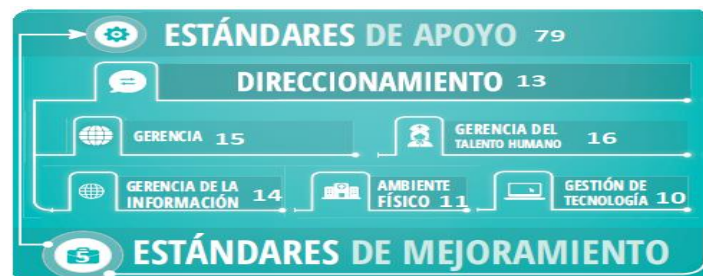 ESTÁNDARES DE APOYO 79
DIRECCIONAMIENTO 13
GERENCIA 15
GERENCIA DEL
TALENTO HUMANO 16
GERENCIA DE LA
INFORMACIÓN 14
AMBIENTE
FÍSICO 11
GESTIÓN DE
TECNOLOGÍA 10
5 ESTÁNDARES DE MEJORAMIENTO